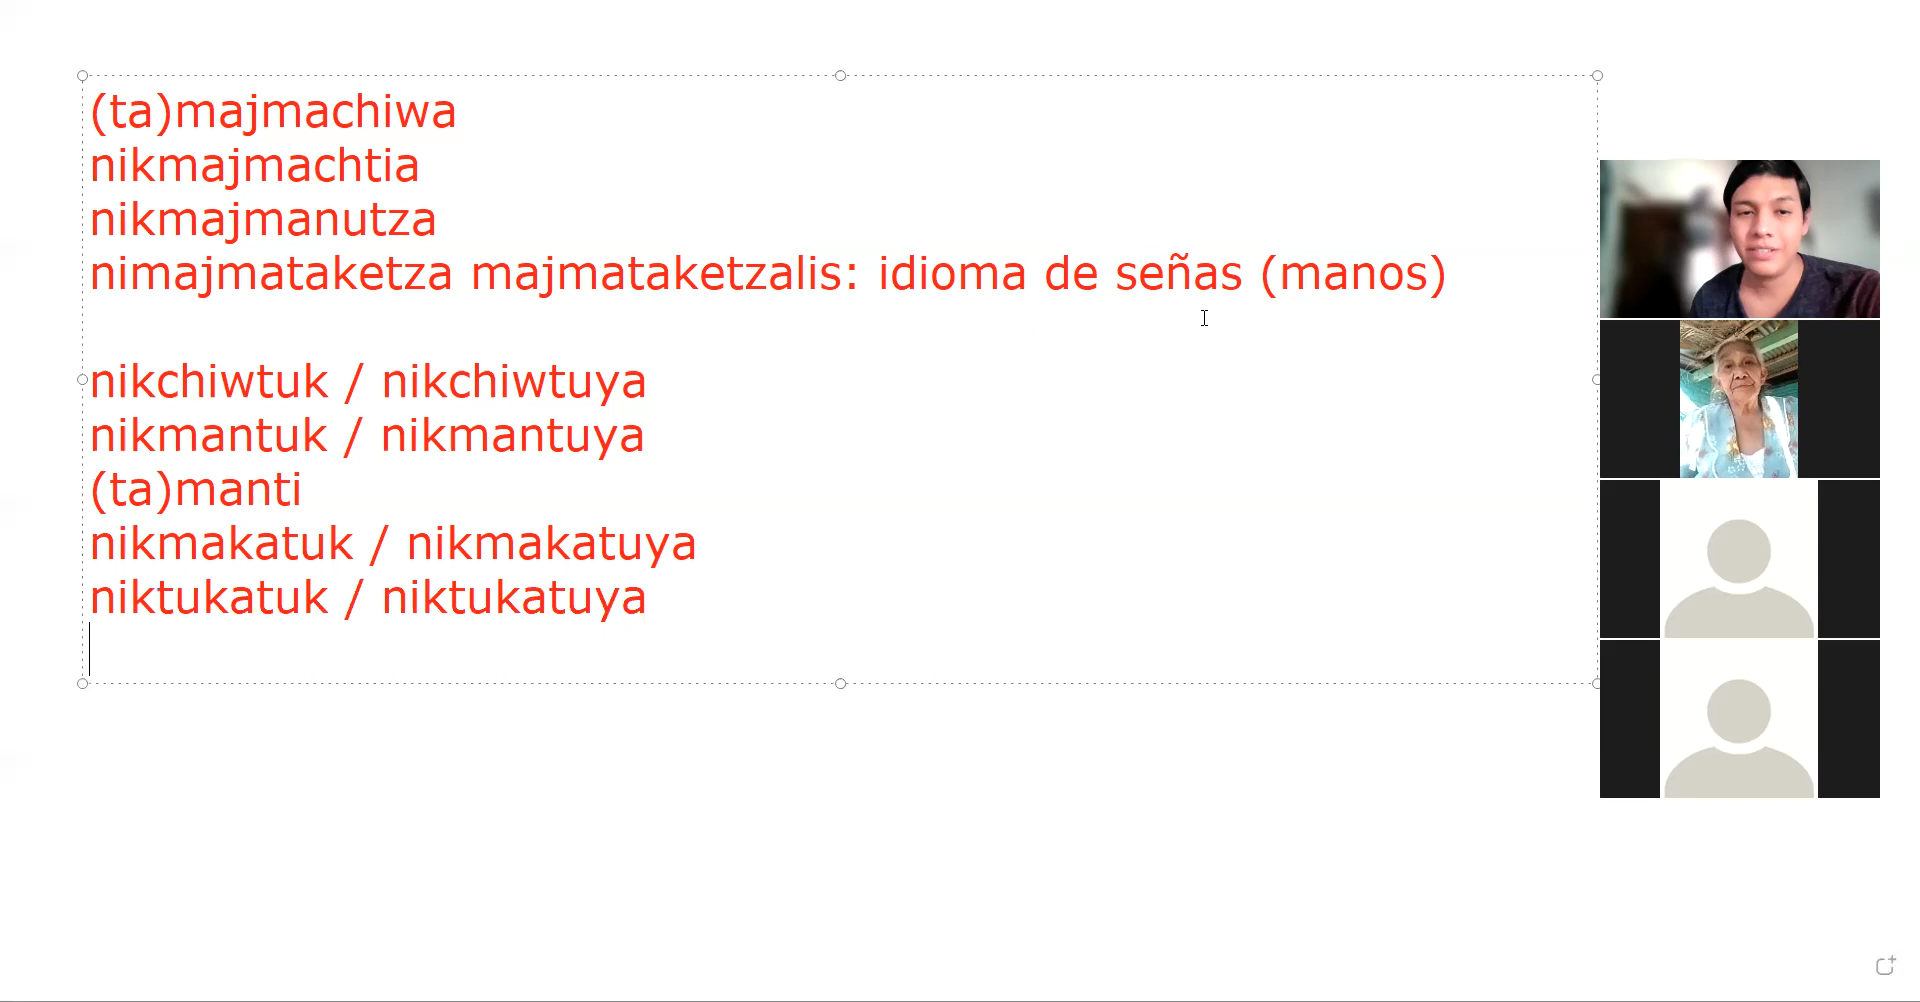 (ta)majmachiwa
nikmajmachtia
nikmajmanutza
nimajmataketza majmataketzalis: idioma de señas (manos)
nikchiwtuk / nikchiwtuya
nikmantuk / nikmantuya
(ta)manti
nikmakatuk / nikmakatuya
niktukatuk / niktukatuya